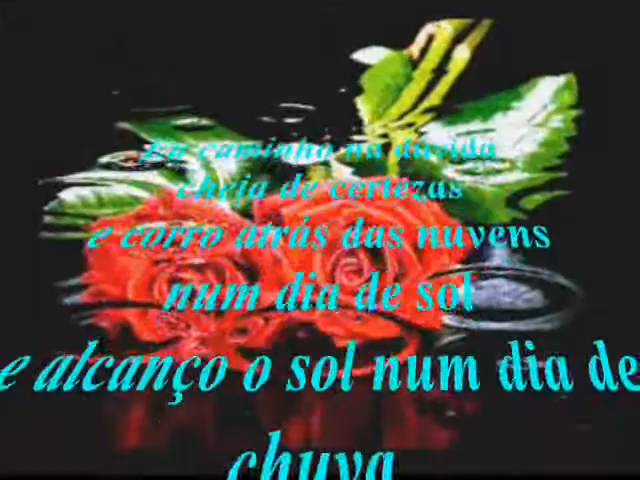 Eu caminho na dúvida
cheia de certezas
e corro atrás das nuvens
num dia de sol
e alcanço o sol num dia de
chuva